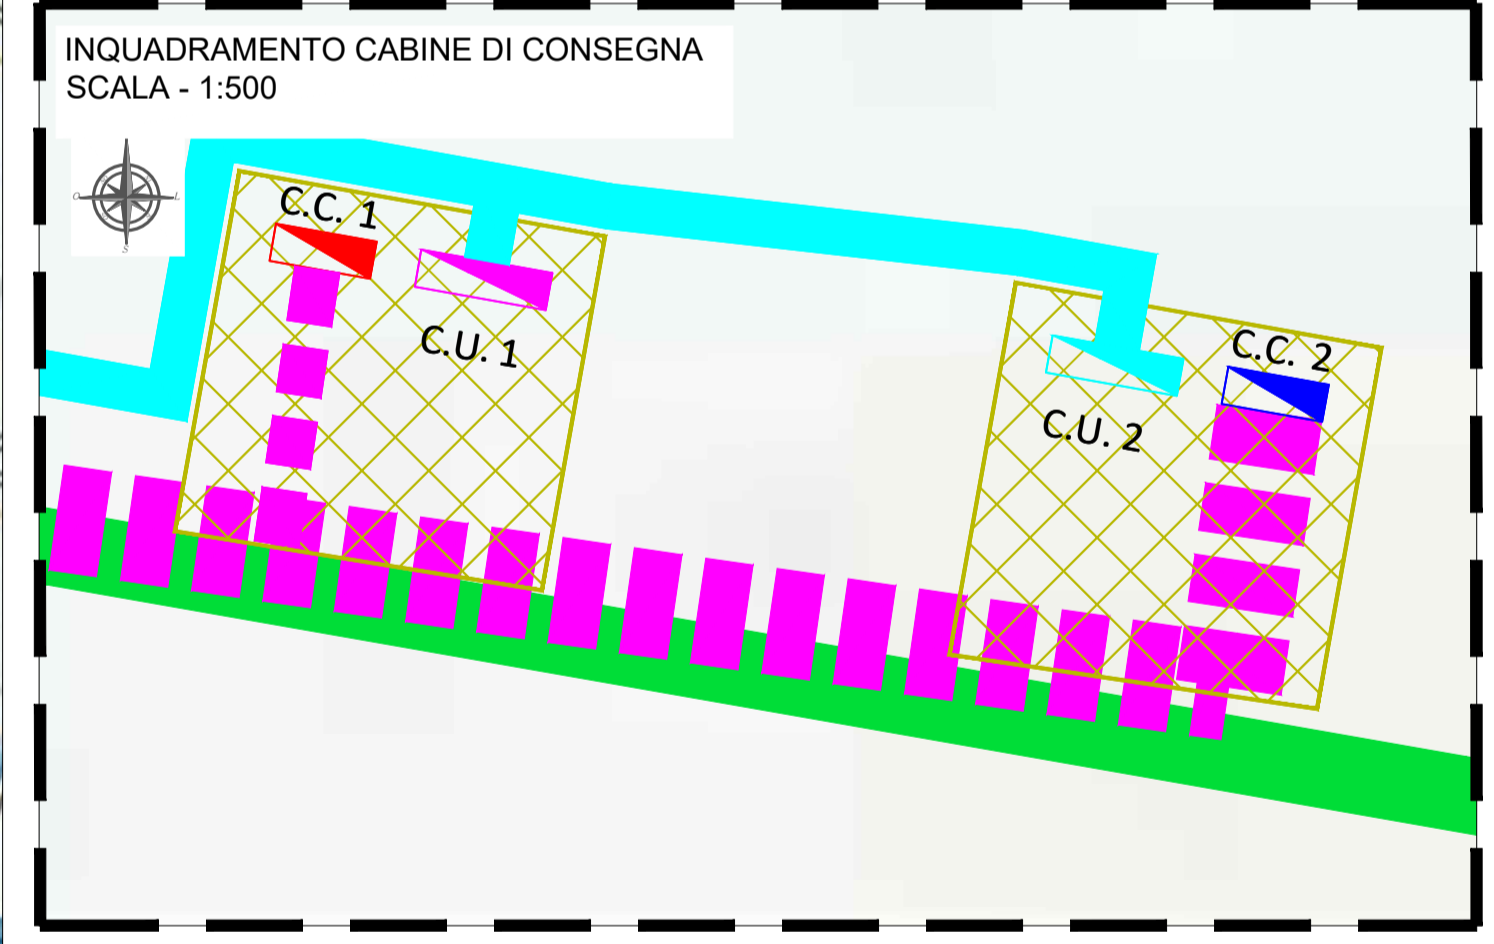 INQUADRAMENTO CABINE DI CONSEGNA
SCALA - 1:500
O
L
S
C.C. 1
C.U. 1
C.C. 2
C.U. 2